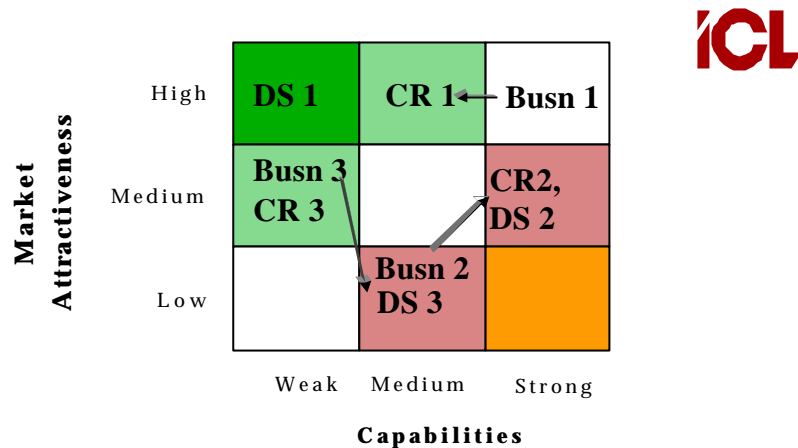 ICL
High
DS 1
CR 1
Busn 1
Market
Attractiveness
Medium
Busn 3
CR 3
CR2,
DS 2
Low
Busn 2
DS 3
Weak
Medium
Strong
Capabilities